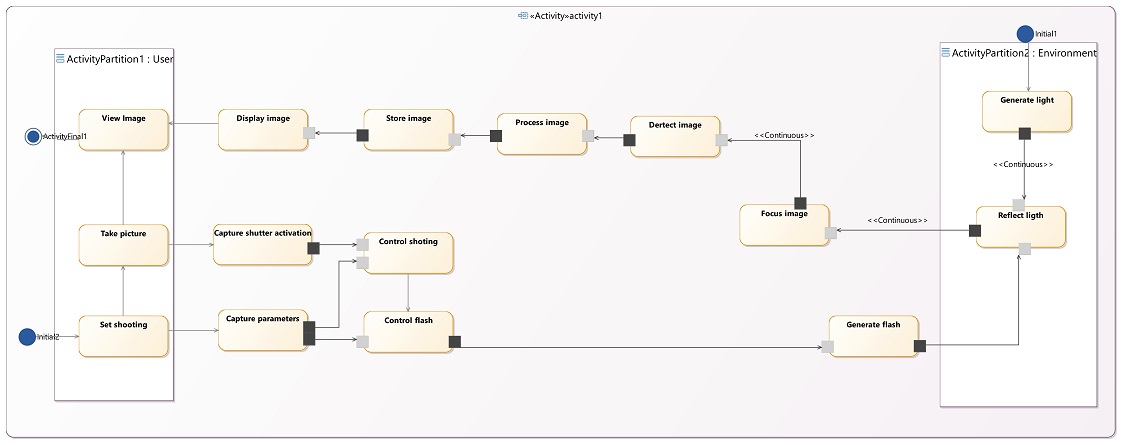 «Activity»activity1
Initial1
ActivityPartition1 : User
ActivityPartition2 : Environment
Generate light
View Image
Display image
Store image
Process image
Dertect image
<<Continuous>>
ActivityFinal1
<<Continuous>>
Focus image
<<Continuous>>
Reflect ligth
Take picture
Capture shutter activation
Control shoting
Set shooting
Capture parameters
Control flash
Generate flash
Initial2